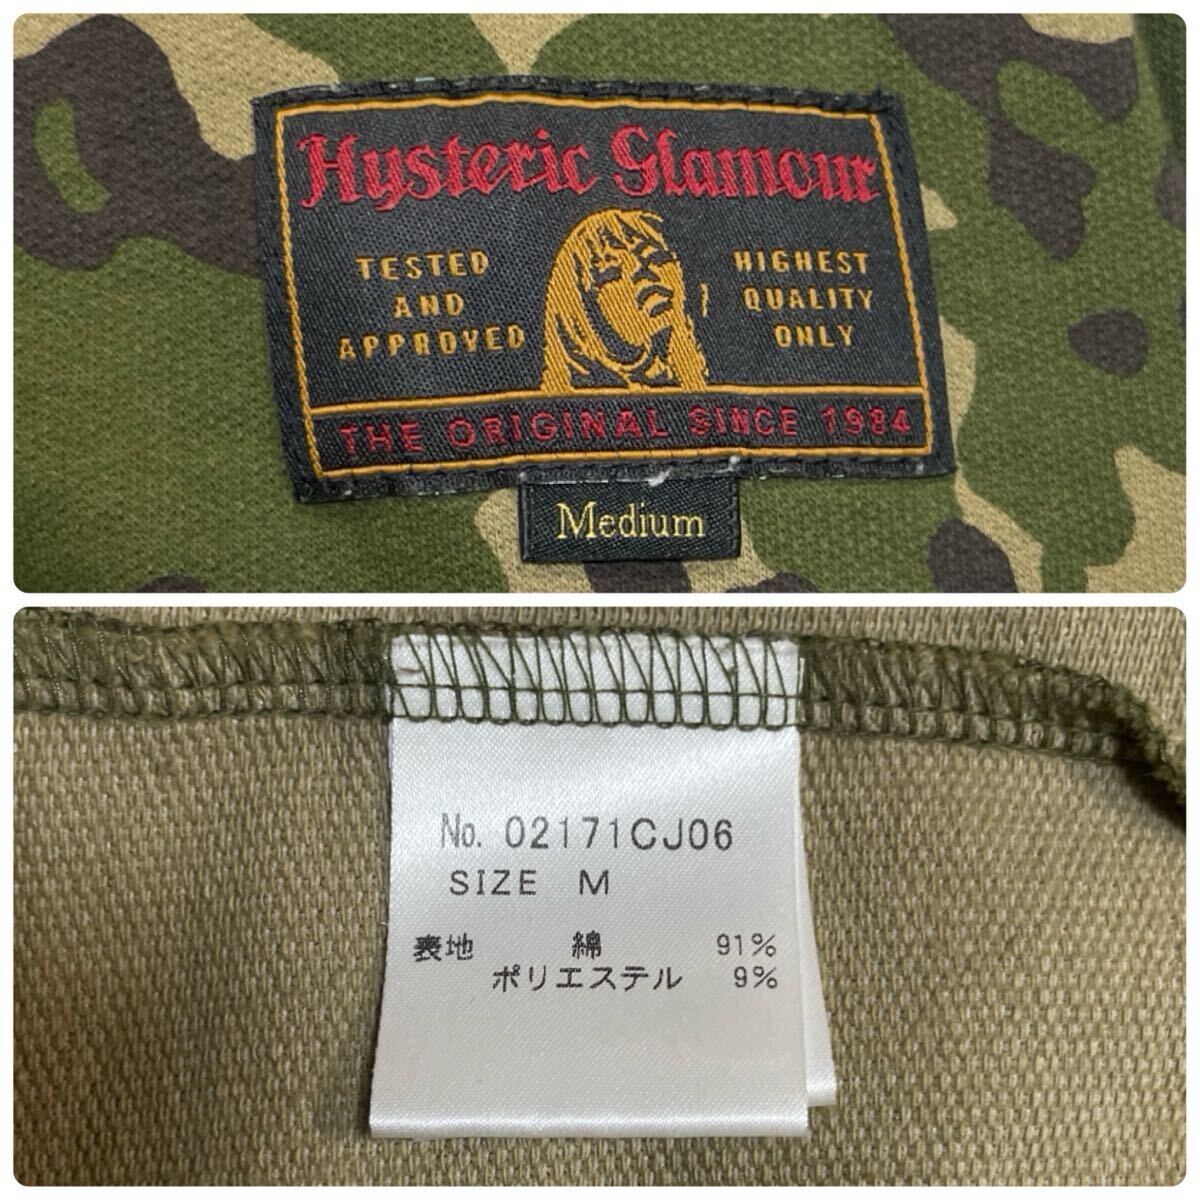 Hysteric Glamour
TESTED
AND
APPROVED
HIGHEST
QUALITY
ONLY
THE ORIGINAL SINCE 1984
Medium
No. 02171CJ06
SIZE M
表地 綿 91%
ポリエステル 9%